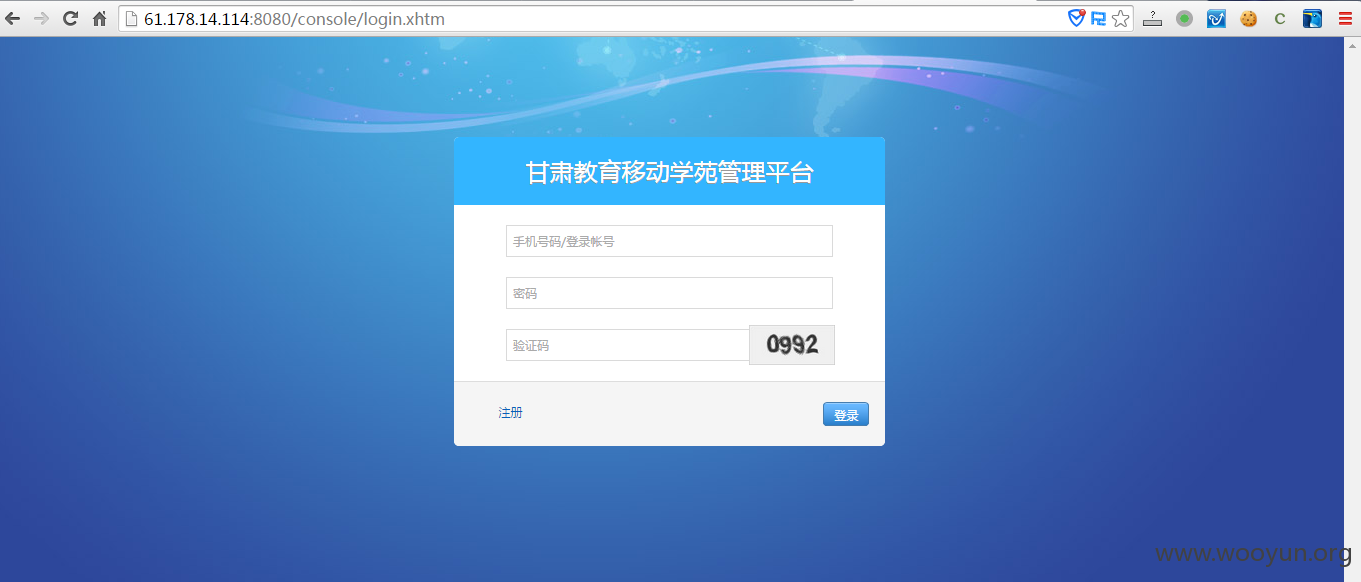 61.178.14.114:8080/console/login.xhtm
甘肃教育移动学苑管理平台
手机号码/登录帐号
密码
验证码
0992
注册
登录
www.wooyun.org